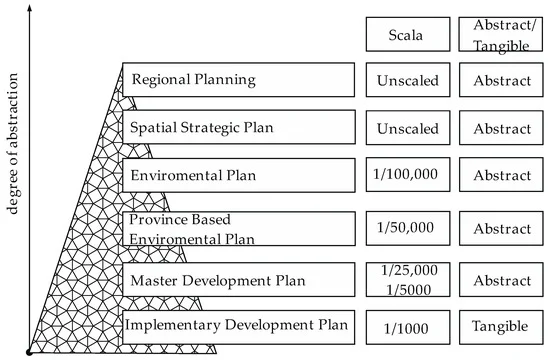 degree of abstraction
Scala
Abstract/
Tangible
Regional Planning
Unscaled
Abstract
Spatial Strategic Plan
Unscaled
Abstract
Enviromental Plan
1/100,000
Abstract
Province Based
Enviromental Plan
1/50,000
Abstract
Master Development Plan
1/25,000
1/5000
Abstract
Implementary Development Plan
1/1000
Tangible